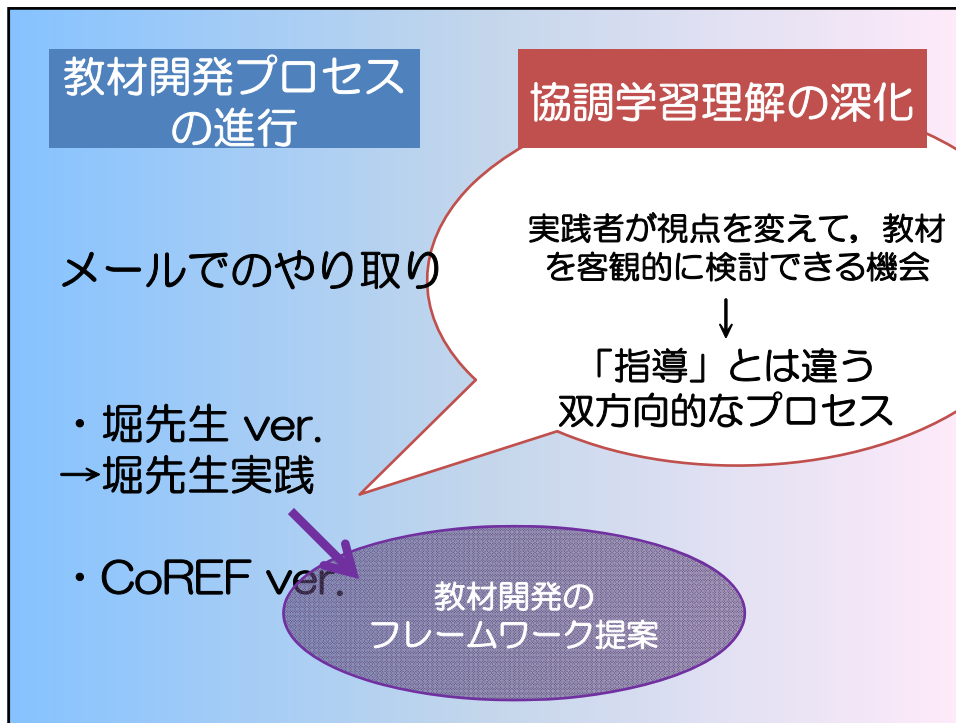 教材開発プロセス
の進行
協調学習理解の深化
メールでのやり取り
実践者が視点を変えて，教材
を客観的に検討できる機会
↓
「指導」とは違う
双方向的なプロセス
・堀先生 ver.
→堀先生実践
・CoREF ver.
教材開発の
フレームワーク提案